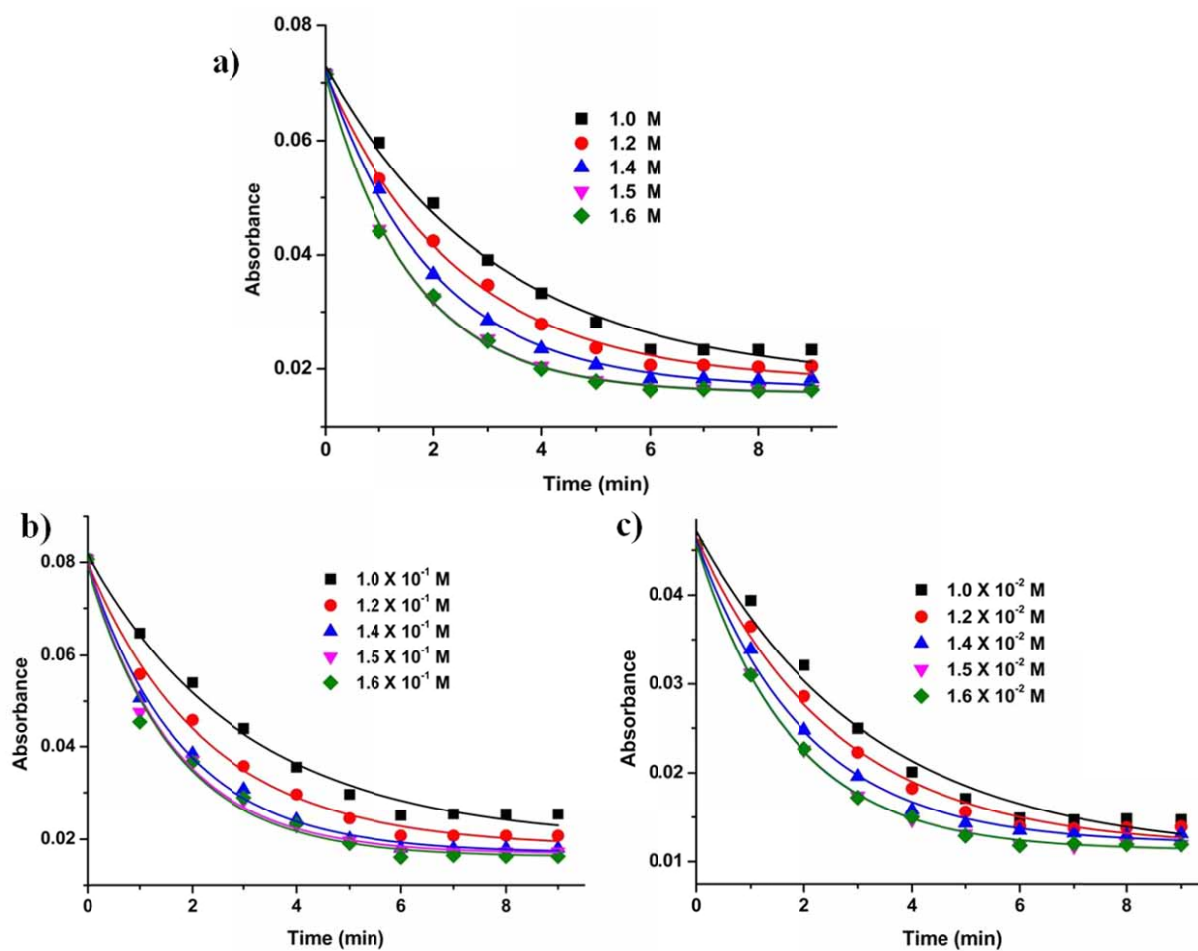 a)
Absorbance
0.08
0.06
0.04
0.02
1.0 M
1.2 M
1.4 M
1.5 M
1.6 M
0 2 4 6 8
Time (min)
b)
Absorbance
0.08
0.06
0.04
0.02
1.0 X 10⁻¹ M
1.2 X 10⁻¹ M
1.4 X 10⁻¹ M
1.5 X 10⁻¹ M
1.6 X 10⁻¹ M
0 2 4 6 8
Time (min)
c)
Absorbance
0.04
0.03
0.02
0.01
1.0 X 10⁻² M
1.2 X 10⁻² M
1.4 X 10⁻² M
1.5 X 10⁻² M
1.6 X 10⁻² M
0 2 4 6 8
Time (min)